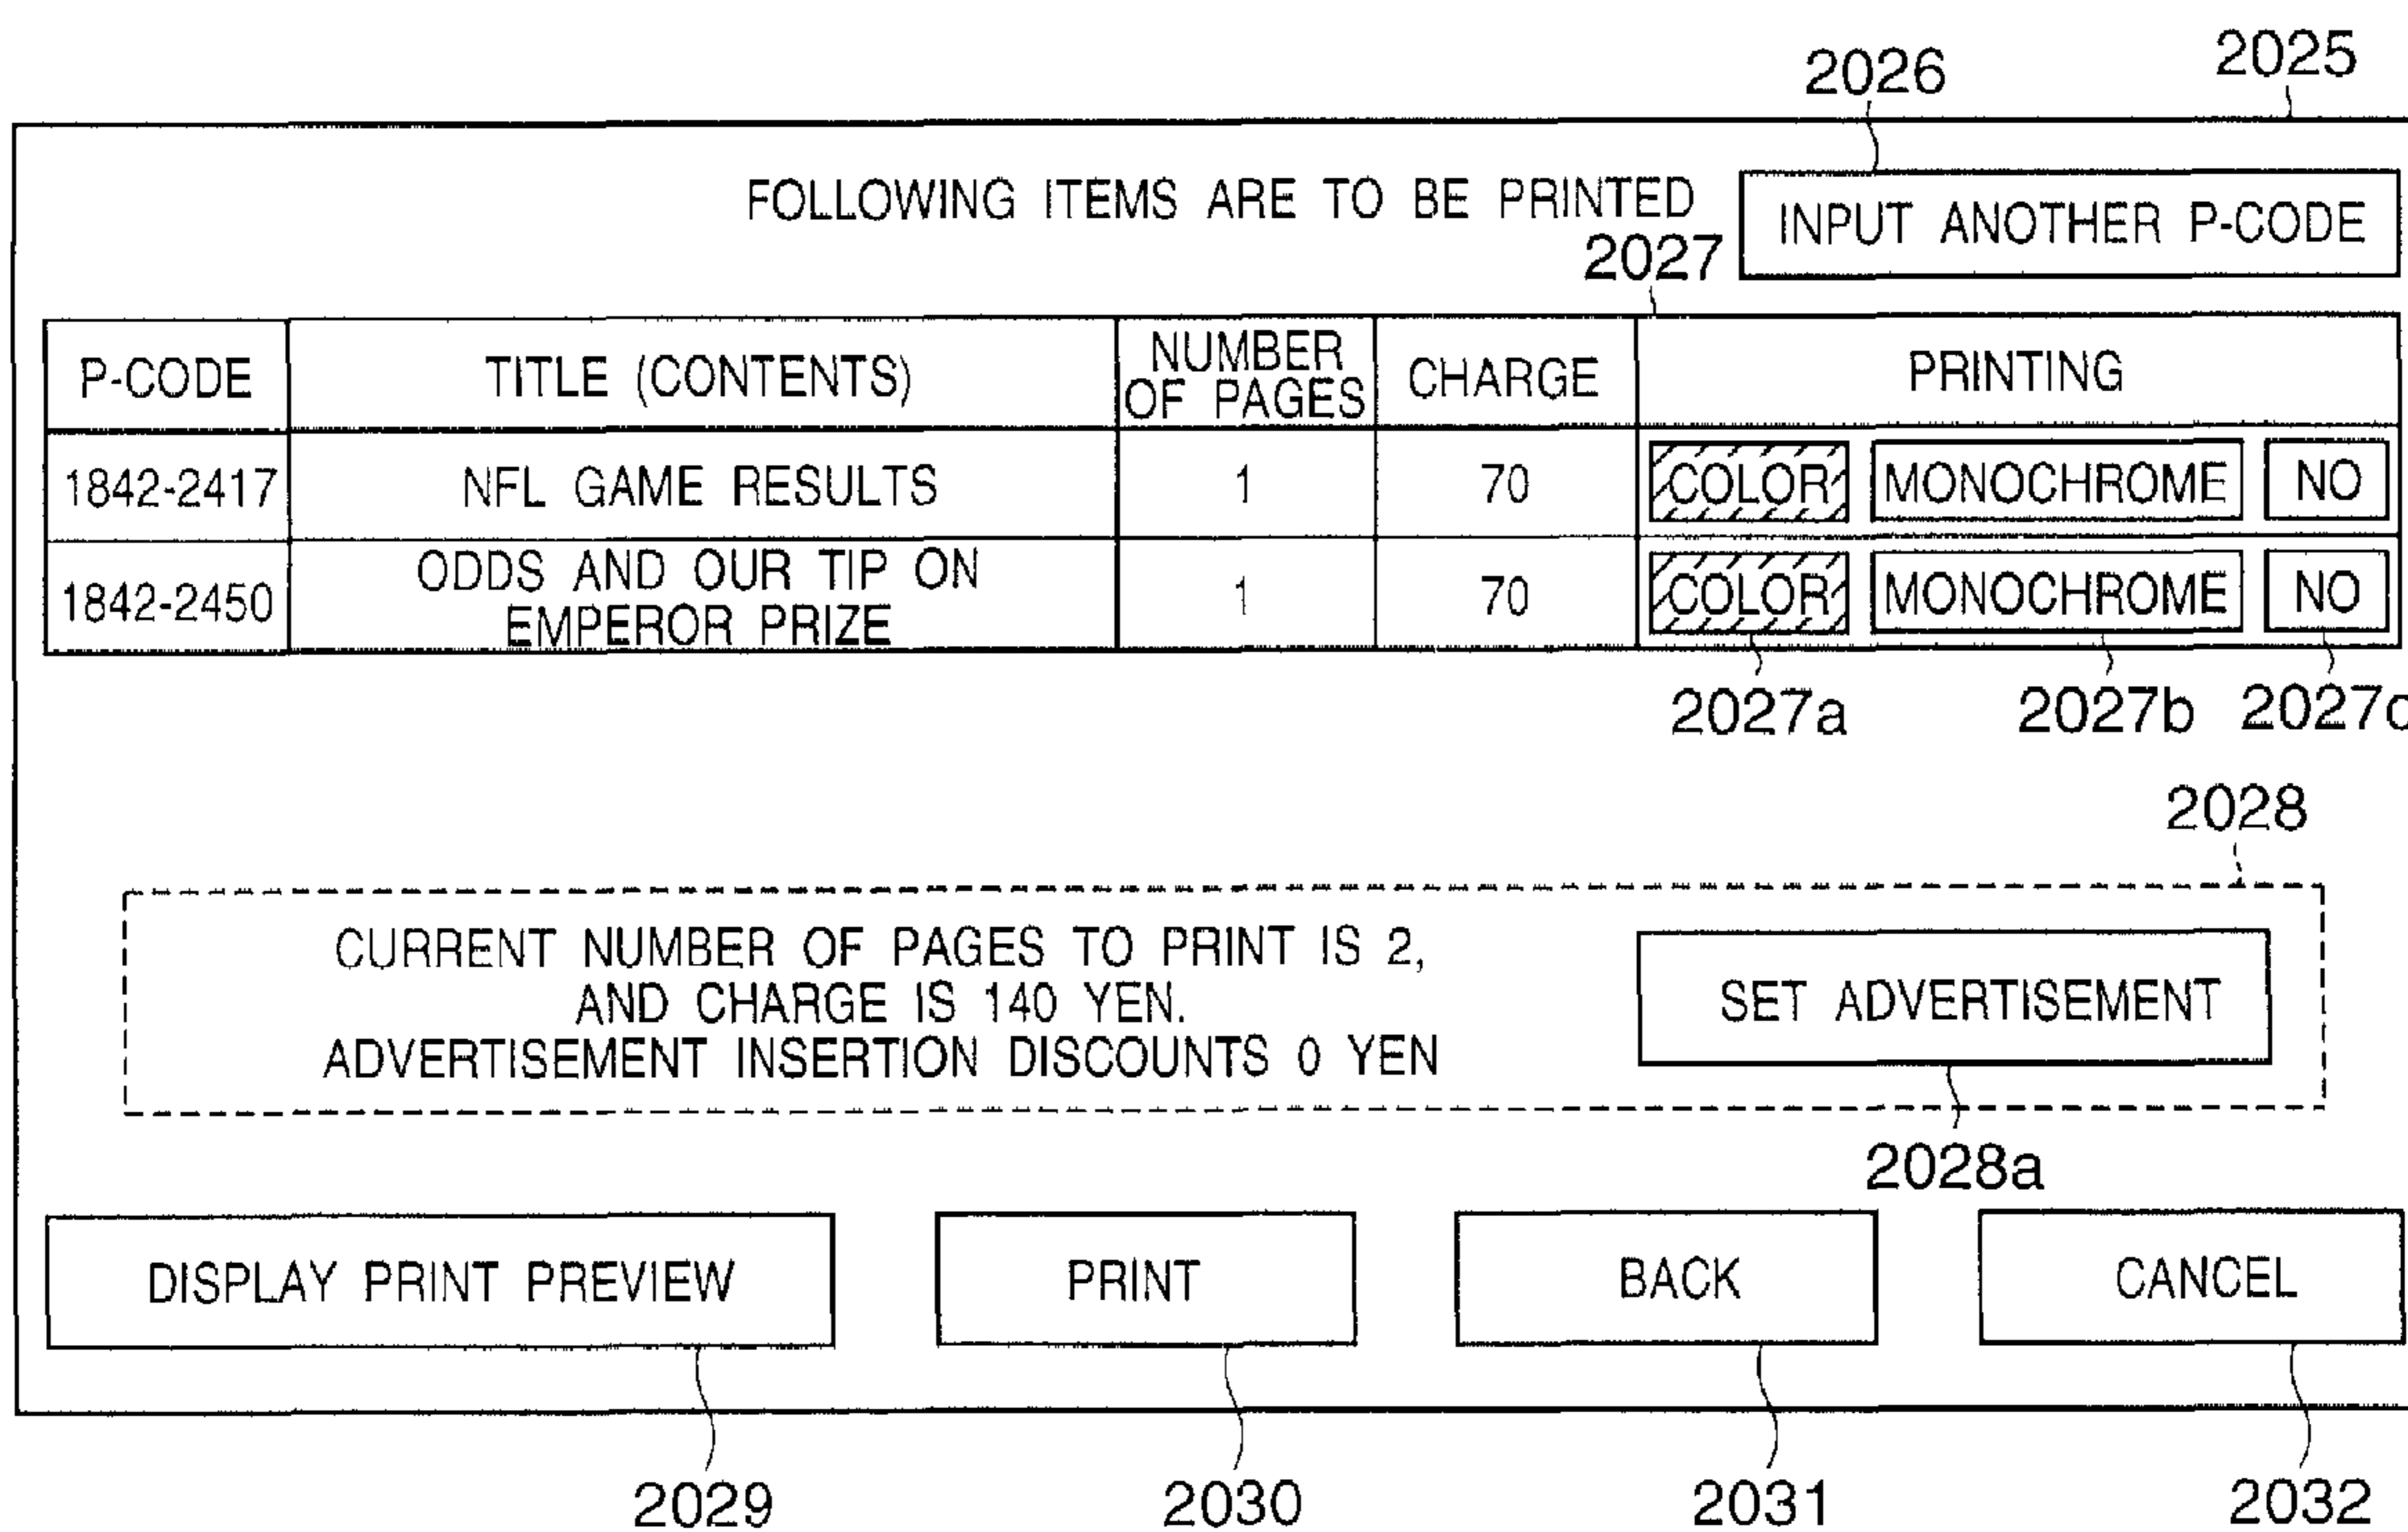 2025
2026
FOLLOWING ITEMS ARE TO BE PRINTED
INPUT ANOTHER P-CODE
2027
P-CODE TITLE (CONTENTS) NUMBER OF PAGES CHARGE PRINTING
1842-2417 NFL GAME RESULTS 1 70 COLOR MONOCHROME NO
1842-2450 ODDS AND OUR TIP ON EMPEROR PRIZE 1 70 COLOR MONOCHROME NO
2027a 2027b 2027c
2028
CURRENT NUMBER OF PAGES TO PRINT IS 2,
AND CHARGE IS 140 YEN.
ADVERTISEMENT INSERTION DISCOUNTS 0 YEN
SET ADVERTISEMENT
2028a
DISPLAY PRINT PREVIEW PRINT BACK CANCEL
2029 2030 2031 2032